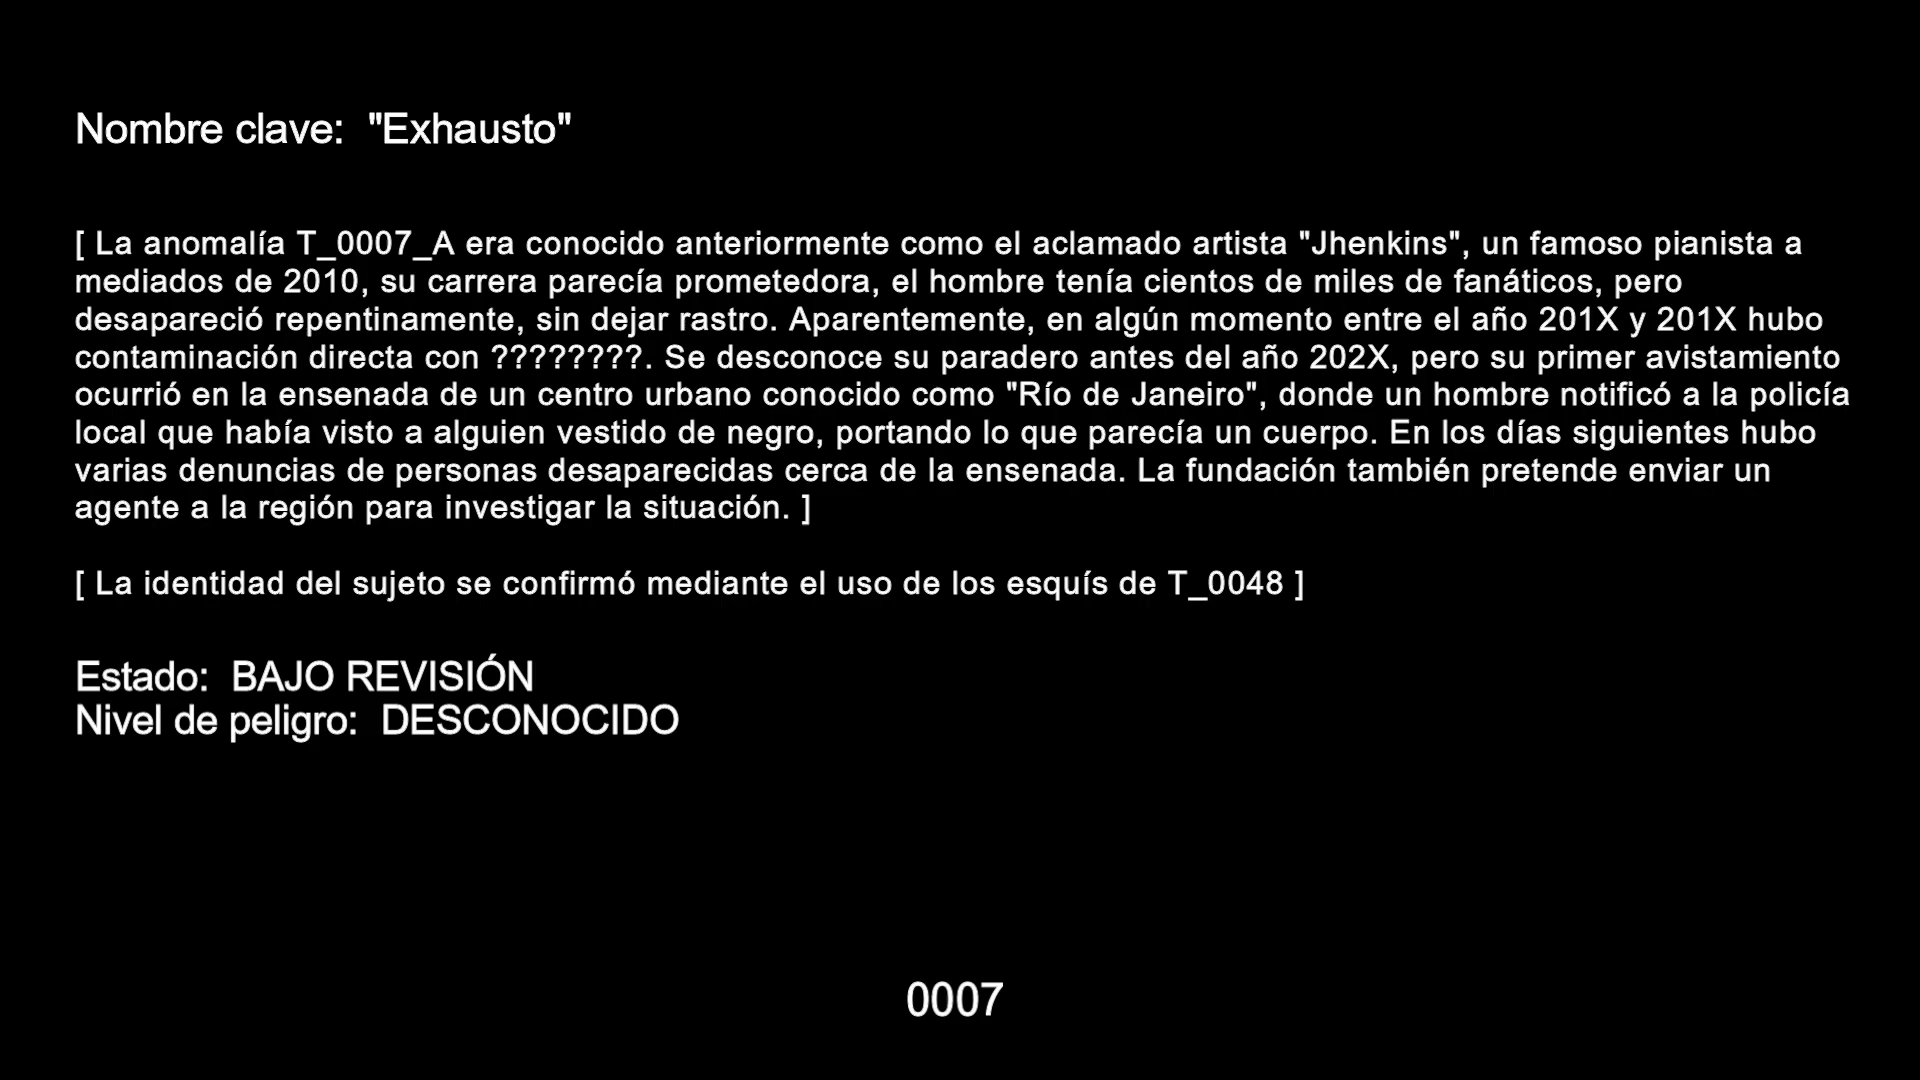 Nombre clave:  "Exhausto"
[ La anomalía T_0007_A era conocido anteriormente como el aclamado artista "Jhenkins", un famoso pianista a
mediados de 2010, su carrera parecía prometedora, el hombre tenía cientos de miles de fanáticos, pero
desapareció repentinamente, sin dejar rastro. Aparentemente, en algún momento entre el año 201X y 201X hubo
contaminación directa con ????????. Se desconoce su paradero antes del año 202X, pero su primer avistamiento
ocurrió en la ensenada de un centro urbano conocido como "Río de Janeiro", donde un hombre notificó a la policía
local que había visto a alguien vestido de negro, portando lo que parecía un cuerpo. En los días siguientes hubo
varias denuncias de personas desaparecidas cerca de la ensenada. La fundación también pretende enviar un
agente a la región para investigar la situación. ]
[ La identidad del sujeto se confirmó mediante el uso de los esquís de T_0048 ]
Estado:  BAJO REVISIÓN
Nivel de peligro:  DESCONOCIDO
0007